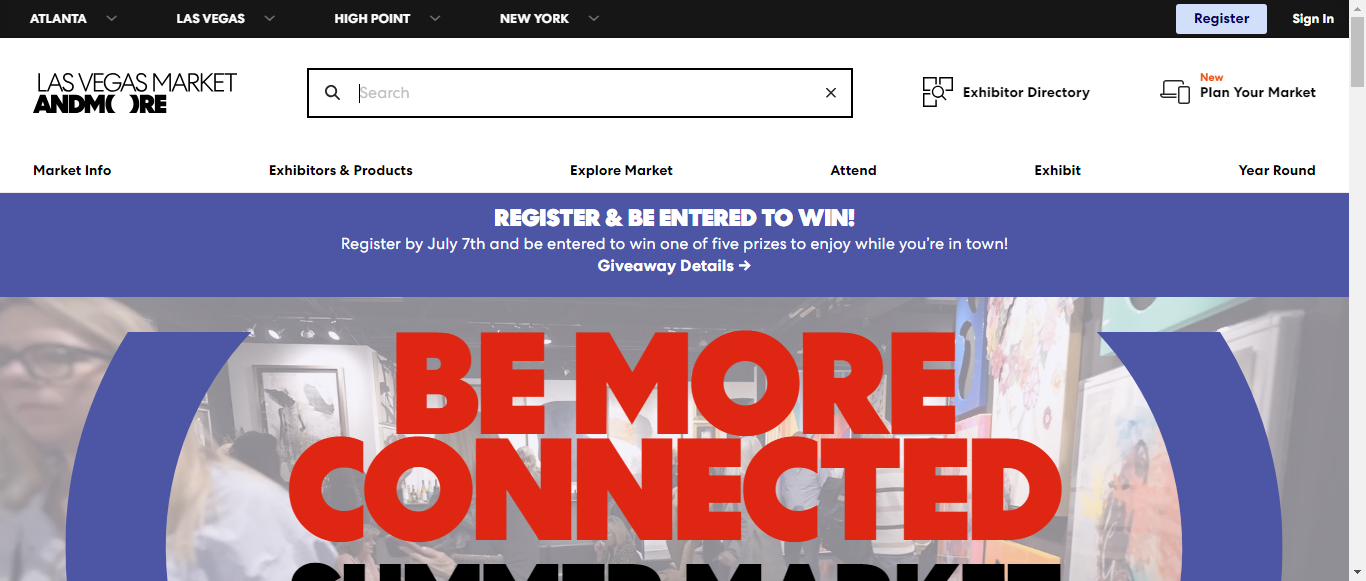 ATLANTA LAS VEGAS HIGH POINT NEW YORK Register Sign In
LAS VEGAS MARKET
ANDMORE
Search
Exhibitor Directory
New
Plan Your Market
Market Info Exhibitors & Products Explore Market Attend Exhibit Year Round
REGISTER & BE ENTERED TO WIN!
Register by July 7th and be entered to win one of five prizes to enjoy while you're in town!
Giveaway Details →
BE MORE
CONNECTED
SUMMER MARKET